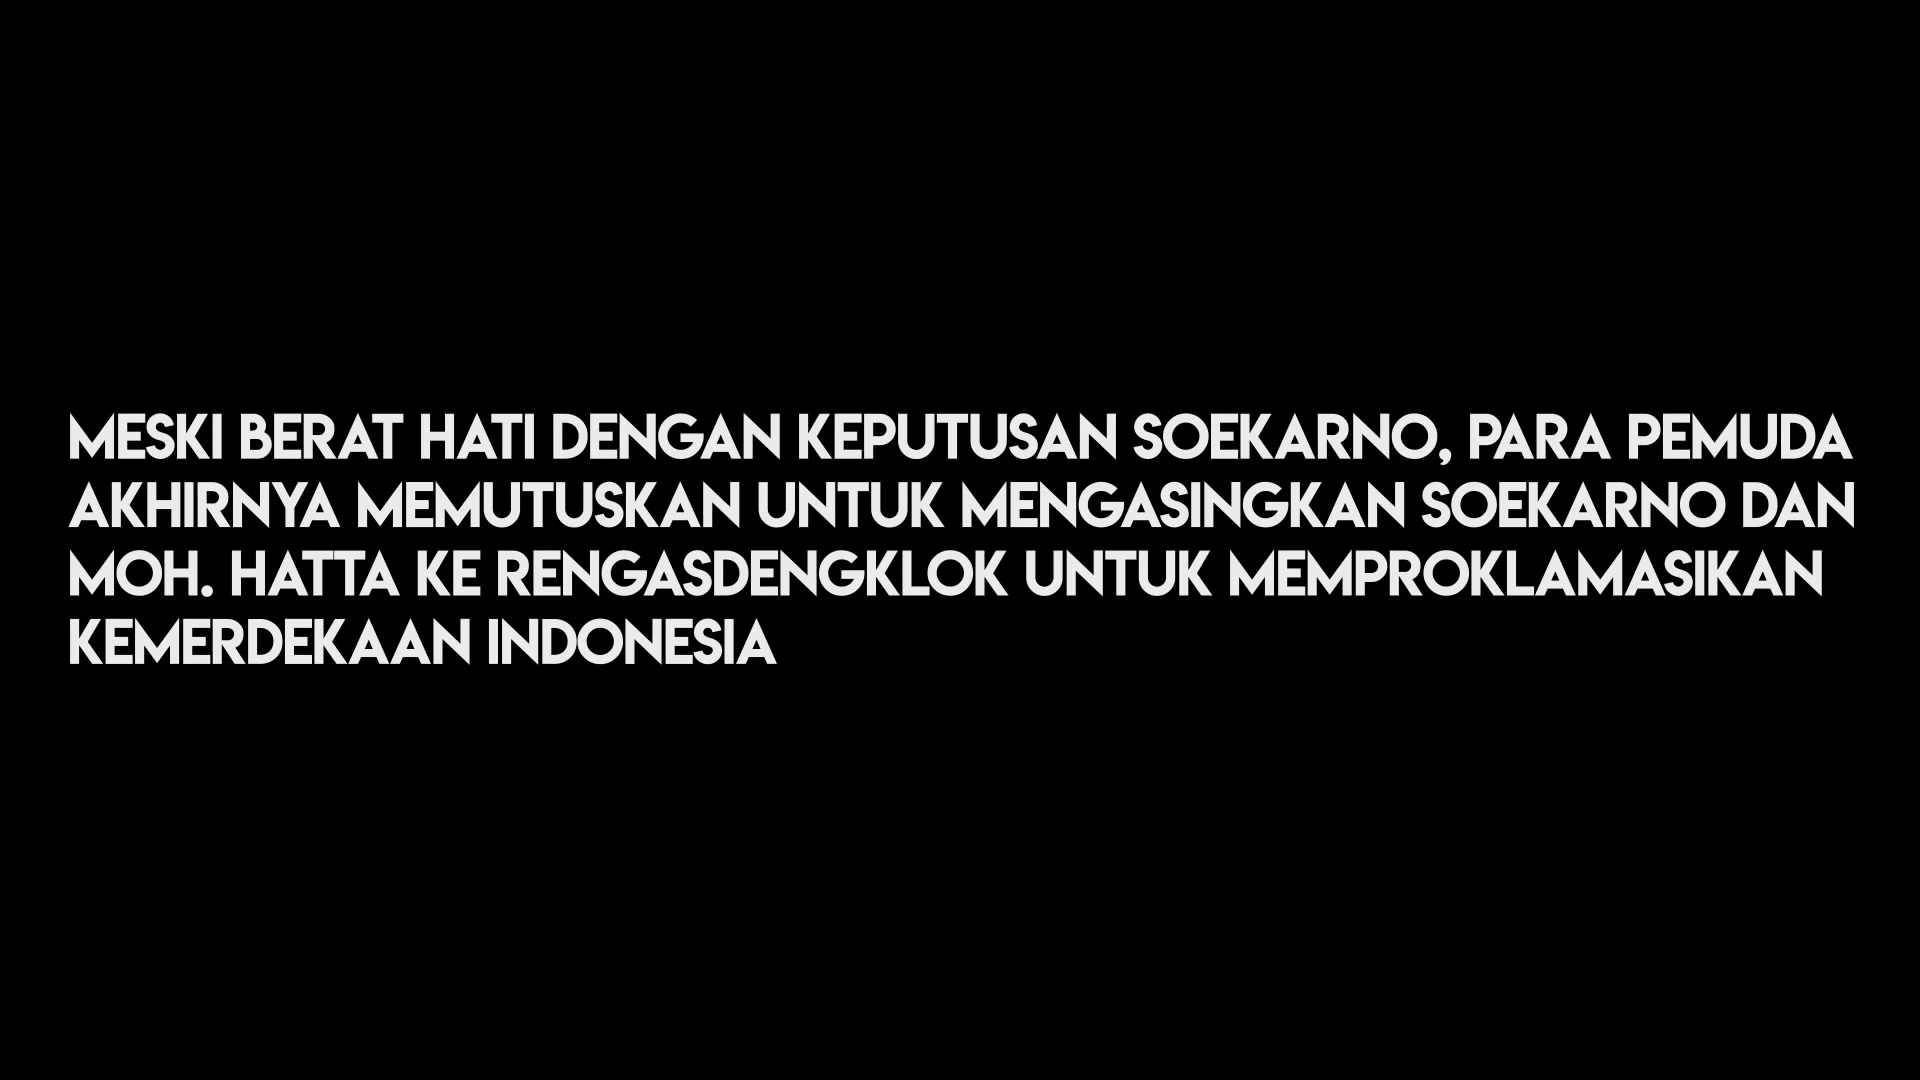 MESKI BERAT HATI DENGAN KEPUTUSAN SOEKARNO, PARA PEMUDA
AKHIRNYA MEMUTUSKAN UNTUK MENGASINGKAN SOEKARNO DAN
MOH. HATTA KE RENGASDENGKLOK UNTUK MEMPROKLAMASIKAN
KEMERDEKAAN INDONESIA